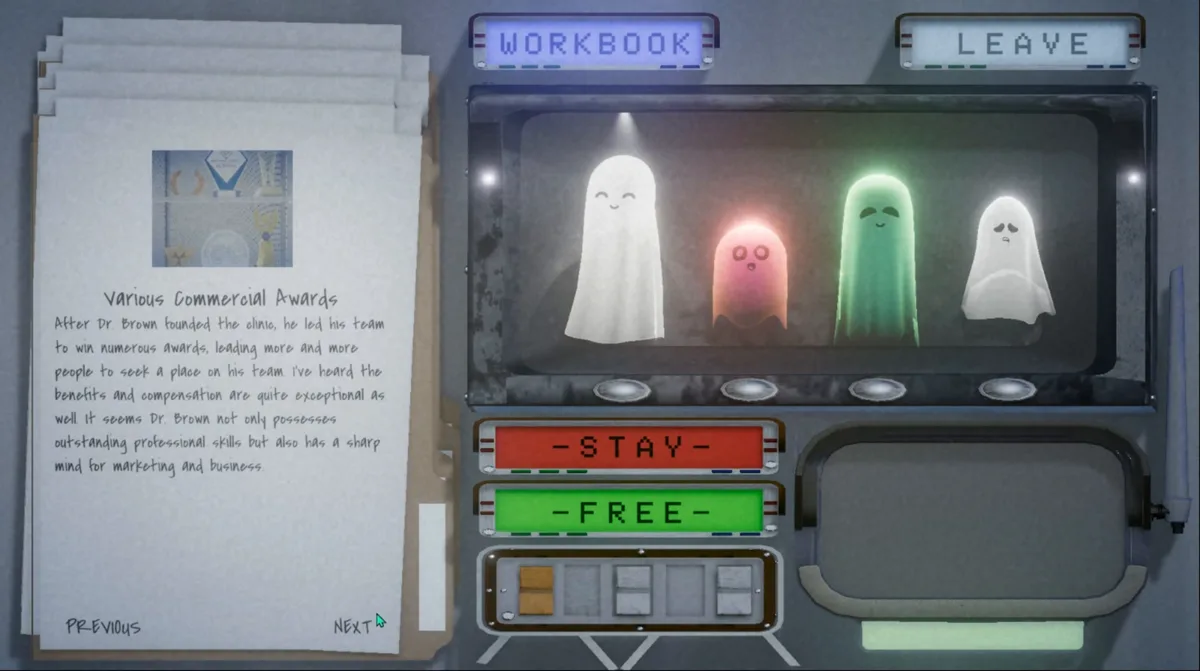 WORKBOOK
LEAVE
Various Commercial Awards
After Dr. Brown founded the clinic, he led his team
to win numerous awards, leading more and more
people to seek a place on his team. I've heard the
benefits and compensation are quite exceptional as
well. It seems Dr. Brown not only possesses
outstanding professional skills but also has a sharp
mind for marketing and business.
-STAY-
-FREE-
PREVIOUS
NEXT